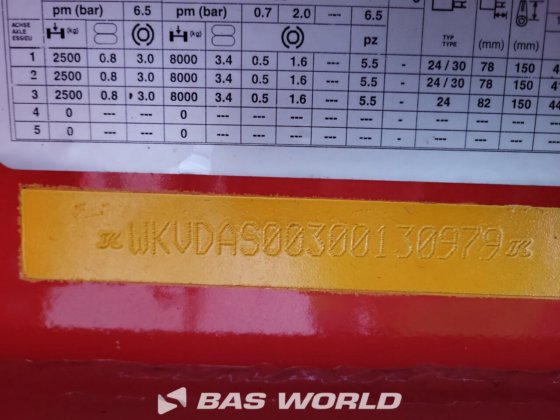 pm (bar) 6.5 pm (bar) 0.7 2.0 --- 6.5
ACHSE
AXLE
ESSIEU
(kg) (kg) pz TYP
TYPE (mm) (mm)
1 2500 0.8 3.0 8000 3.4 0.5 1.6 --- 5.5 - 24 / 30 78 150
2 2500 0.8 3.0 8000 3.4 0.5 1.6 --- 5.5 - 24 / 30 78 150
3 2500 0.8 3.0 8000 3.4 0.5 1.6 --- 5.5 - 24 82 150
4 0 --- --- 0 --- --- --- --- --- - --- --- ---
5 0 --- --- 0 --- --- --- --- --- - --- --- ---
WKVDAS00300130979
BAS WORLD